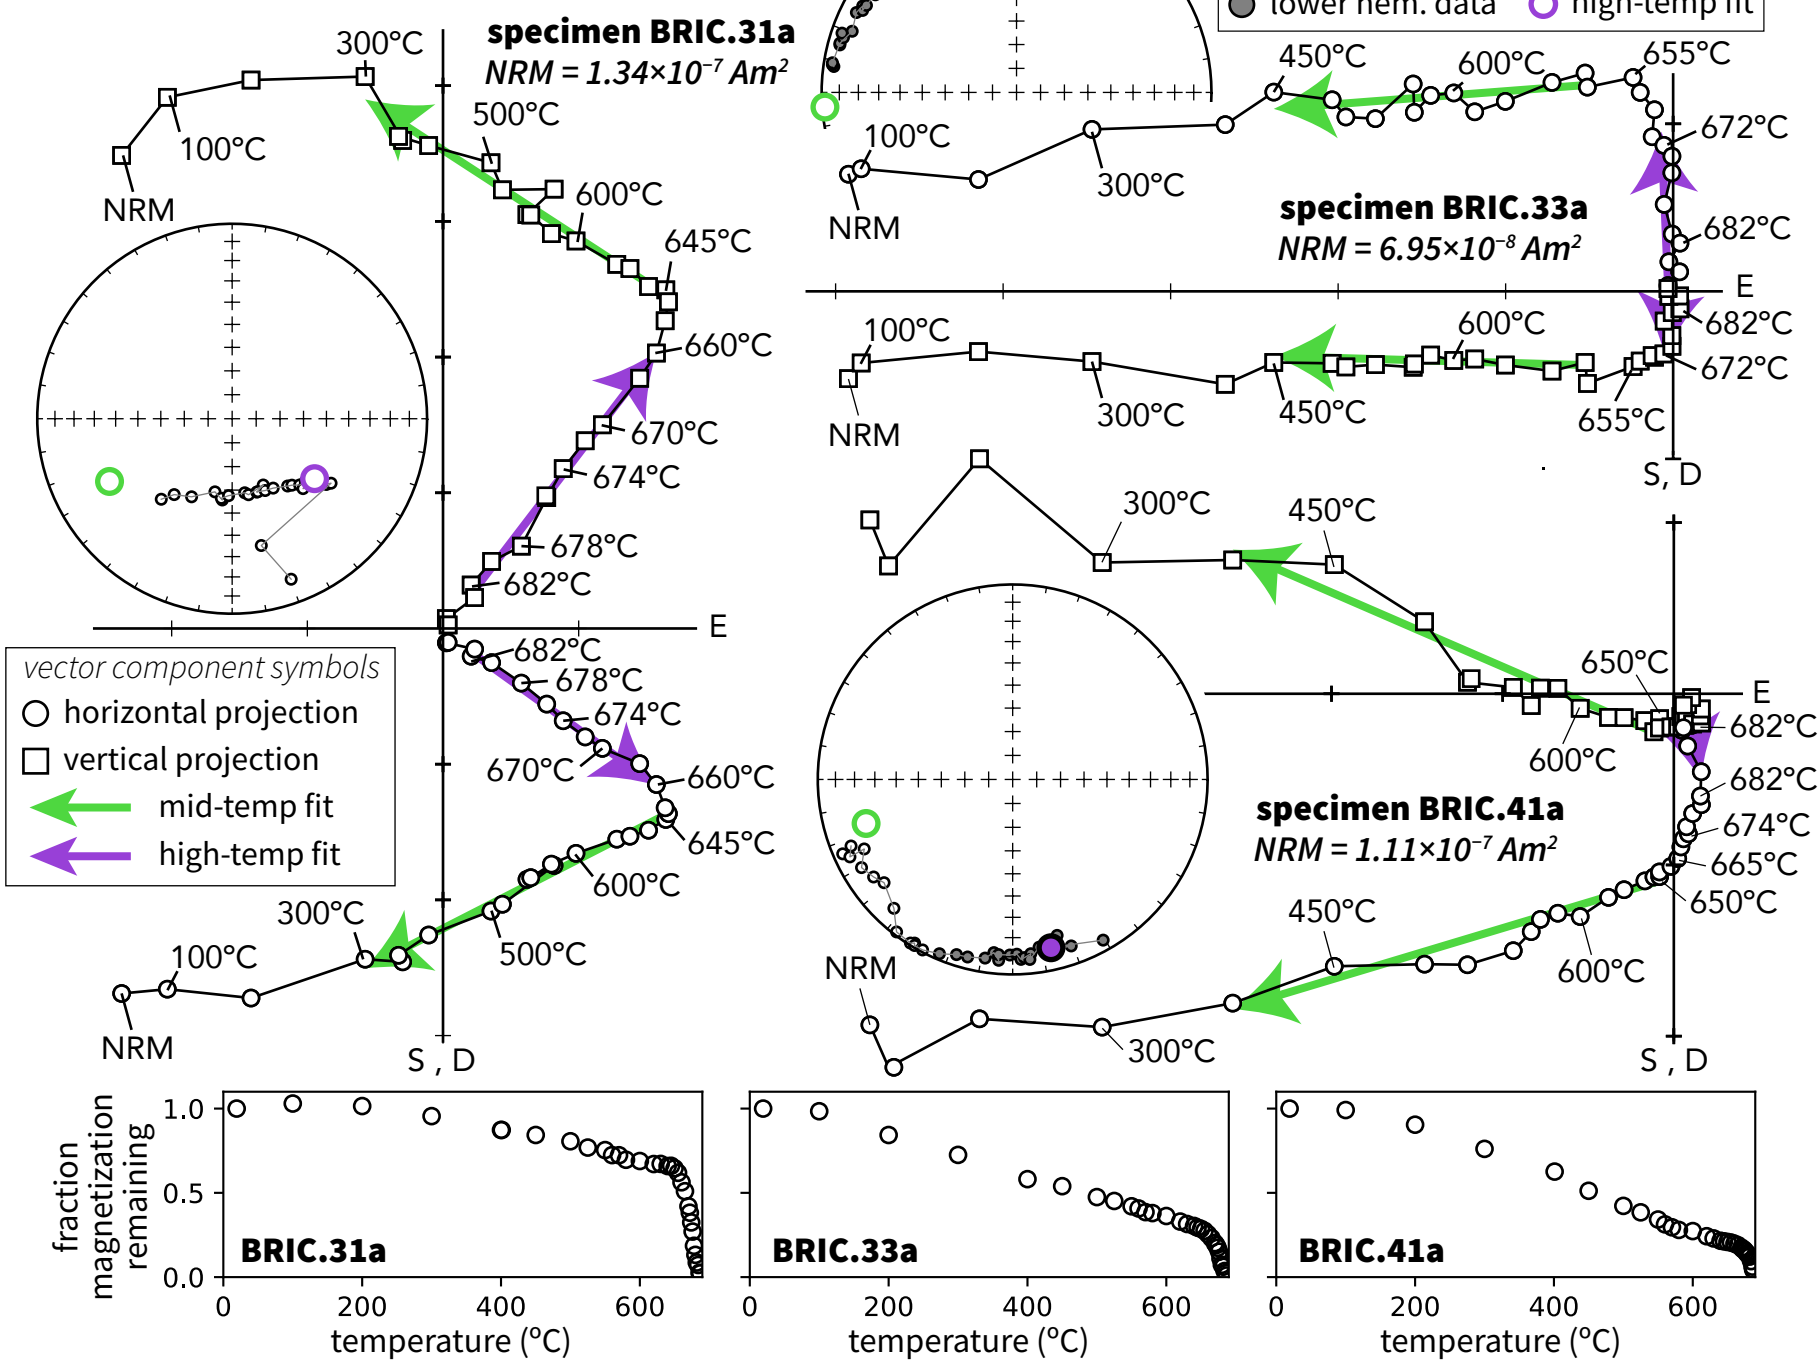 specimen BRIC.31a
NRM = 1.34×10⁻⁷ Am²
300°C
100°C
NRM
500°C
600°C
645°C
660°C
670°C
674°C
678°C
682°C
E
682°C
678°C
674°C
670°C
660°C
645°C
600°C
500°C
300°C
100°C
NRM
S , D
vector component symbols
horizontal projection
vertical projection
mid-temp fit
high-temp fit
lower hem. data
high-temp fit
450°C
600°C
655°C
672°C
100°C
300°C
NRM
specimen BRIC.33a
NRM = 6.95×10⁻⁸ Am²
682°C
E
100°C
600°C
682°C
672°C
NRM
300°C
450°C
655°C
S, D
300°C
450°C
650°C
E
682°C
600°C
682°C
specimen BRIC.41a
NRM = 1.11×10⁻⁷ Am²
674°C
665°C
650°C
450°C
600°C
NRM
300°C
S , D
fraction
magnetization
remaining
1.0
0.5
0.0
BRIC.31a
0 200 400 600
temperature (°C)
BRIC.33a
200 400 600
temperature (°C)
BRIC.41a
0 200 400 600
temperature (°C)